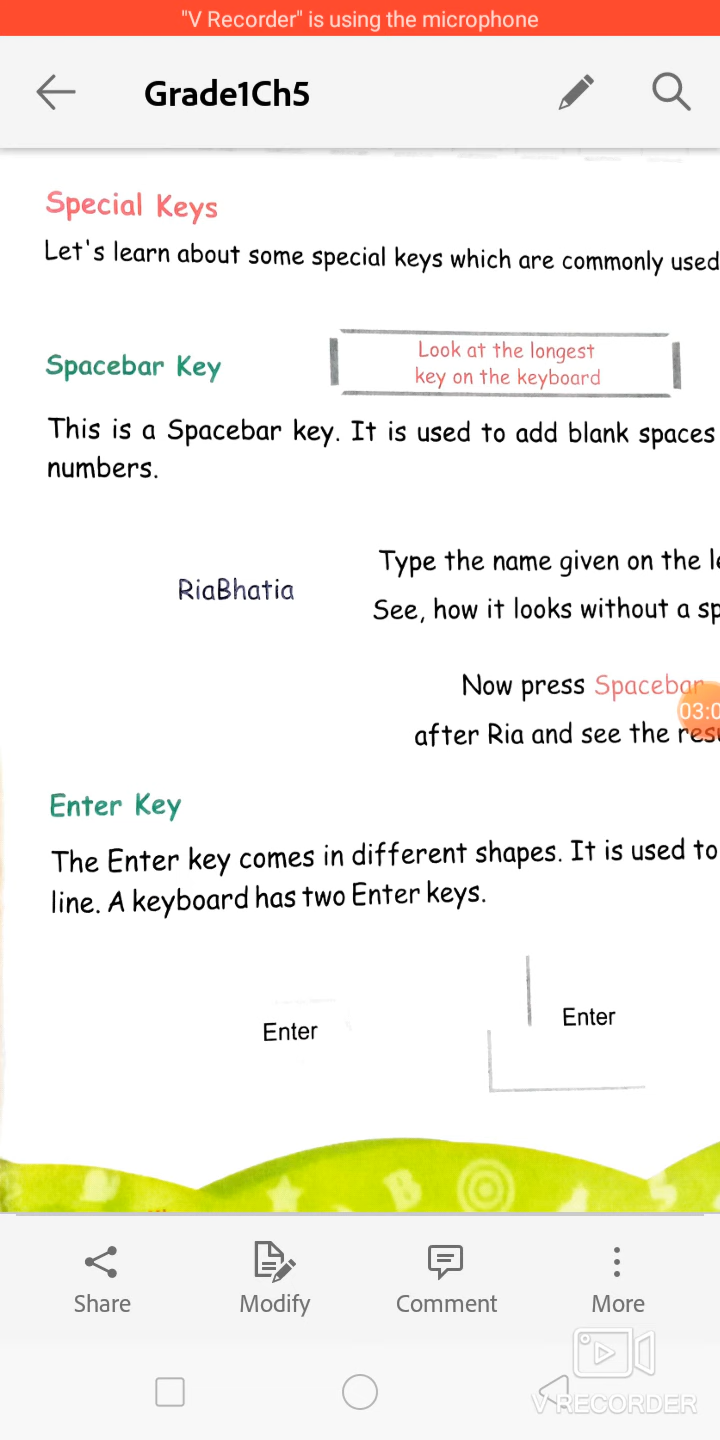 "V Recorder" is using the microphone
Grade1Ch5
Special Keys
Let's learn about some special keys which are commonly used
Look at the longest
key on the keyboard
Spacebar Key
This is a Spacebar key. It is used to add blank spaces
numbers.
Type the name given on the
RiaBhatia
See, how it looks without a
Now press Spacebar
03:0
after Ria and see the
Enter Key
The Enter key comes in different shapes. It is used to
line. A keyboard has two Enter keys.
Enter
Enter
Share
Modify
Comment
More
V RECORDER